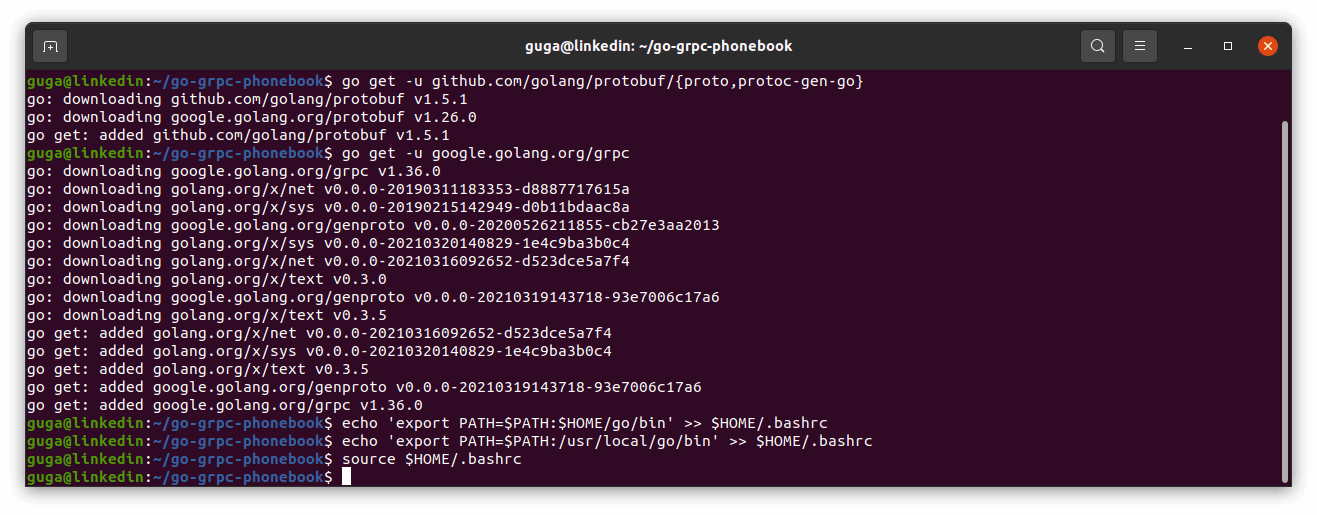 guga@linkedin: ~/go-grpc-phonebook
guga@linkedin:~/go-grpc-phonebook$ go get -u github.com/golang/protobuf/{proto,protoc-gen-go}
go: downloading github.com/golang/protobuf v1.5.1
go: downloading google.golang.org/protobuf v1.26.0
go get: added github.com/golang/protobuf v1.5.1
guga@linkedin:~/go-grpc-phonebook$ go get -u google.golang.org/grpc
go: downloading google.golang.org/grpc v1.36.0
go: downloading golang.org/x/net v0.0.0-20190311183353-d8887717615a
go: downloading golang.org/x/sys v0.0.0-20190215142949-d0b11bdaac8a
go: downloading google.golang.org/genproto v0.0.0-20200526211855-cb27e3aa2013
go: downloading golang.org/x/sys v0.0.0-20210320140829-1e4c9ba3b0c4
go: downloading golang.org/x/net v0.0.0-20210316092652-d523dce5a7f4
go: downloading golang.org/x/text v0.3.0
go: downloading google.golang.org/genproto v0.0.0-20210319143718-93e7006c17a6
go: downloading golang.org/x/text v0.3.5
go get: added golang.org/x/net v0.0.0-20210316092652-d523dce5a7f4
go get: added golang.org/x/sys v0.0.0-20210320140829-1e4c9ba3b0c4
go get: added golang.org/x/text v0.3.5
go get: added google.golang.org/genproto v0.0.0-20210319143718-93e7006c17a6
go get: added google.golang.org/grpc v1.36.0
guga@linkedin:~/go-grpc-phonebook$ echo 'export PATH=$PATH:$HOME/go/bin' >> $HOME/.bashrc
guga@linkedin:~/go-grpc-phonebook$ echo 'export PATH=$PATH:/usr/local/go/bin' >> $HOME/.bashrc
guga@linkedin:~/go-grpc-phonebook$ source $HOME/.bashrc
guga@linkedin:~/go-grpc-phonebook$